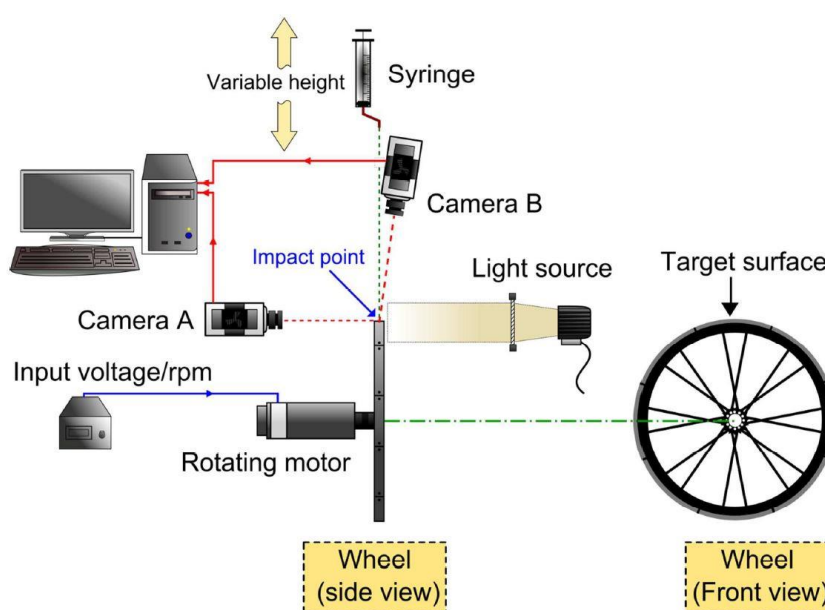 Variable height
Syringe
Camera B
Impact point
Light source
Target surface
Camera A
Input voltage/rpm
Rotating motor
Wheel
(side view)
Wheel
(Front view)